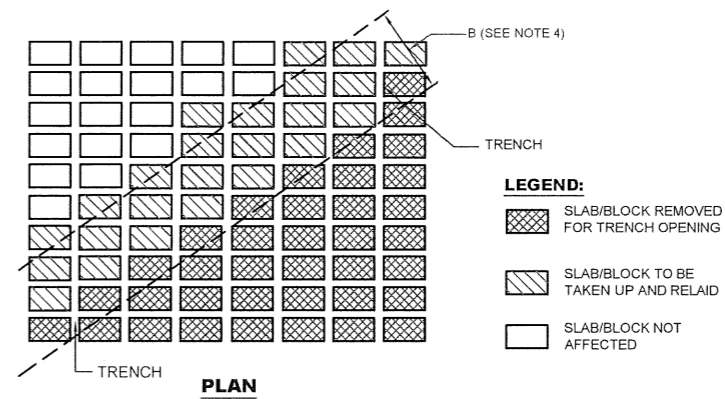 B (SEE NOTE 4)
TRENCH
LEGEND:
SLAB/BLOCK REMOVED
FOR TRENCH OPENING
SLAB/BLOCK TO BE
TAKEN UP AND RELAID
SLAB/BLOCK NOT
AFFECTED
TRENCH
PLAN